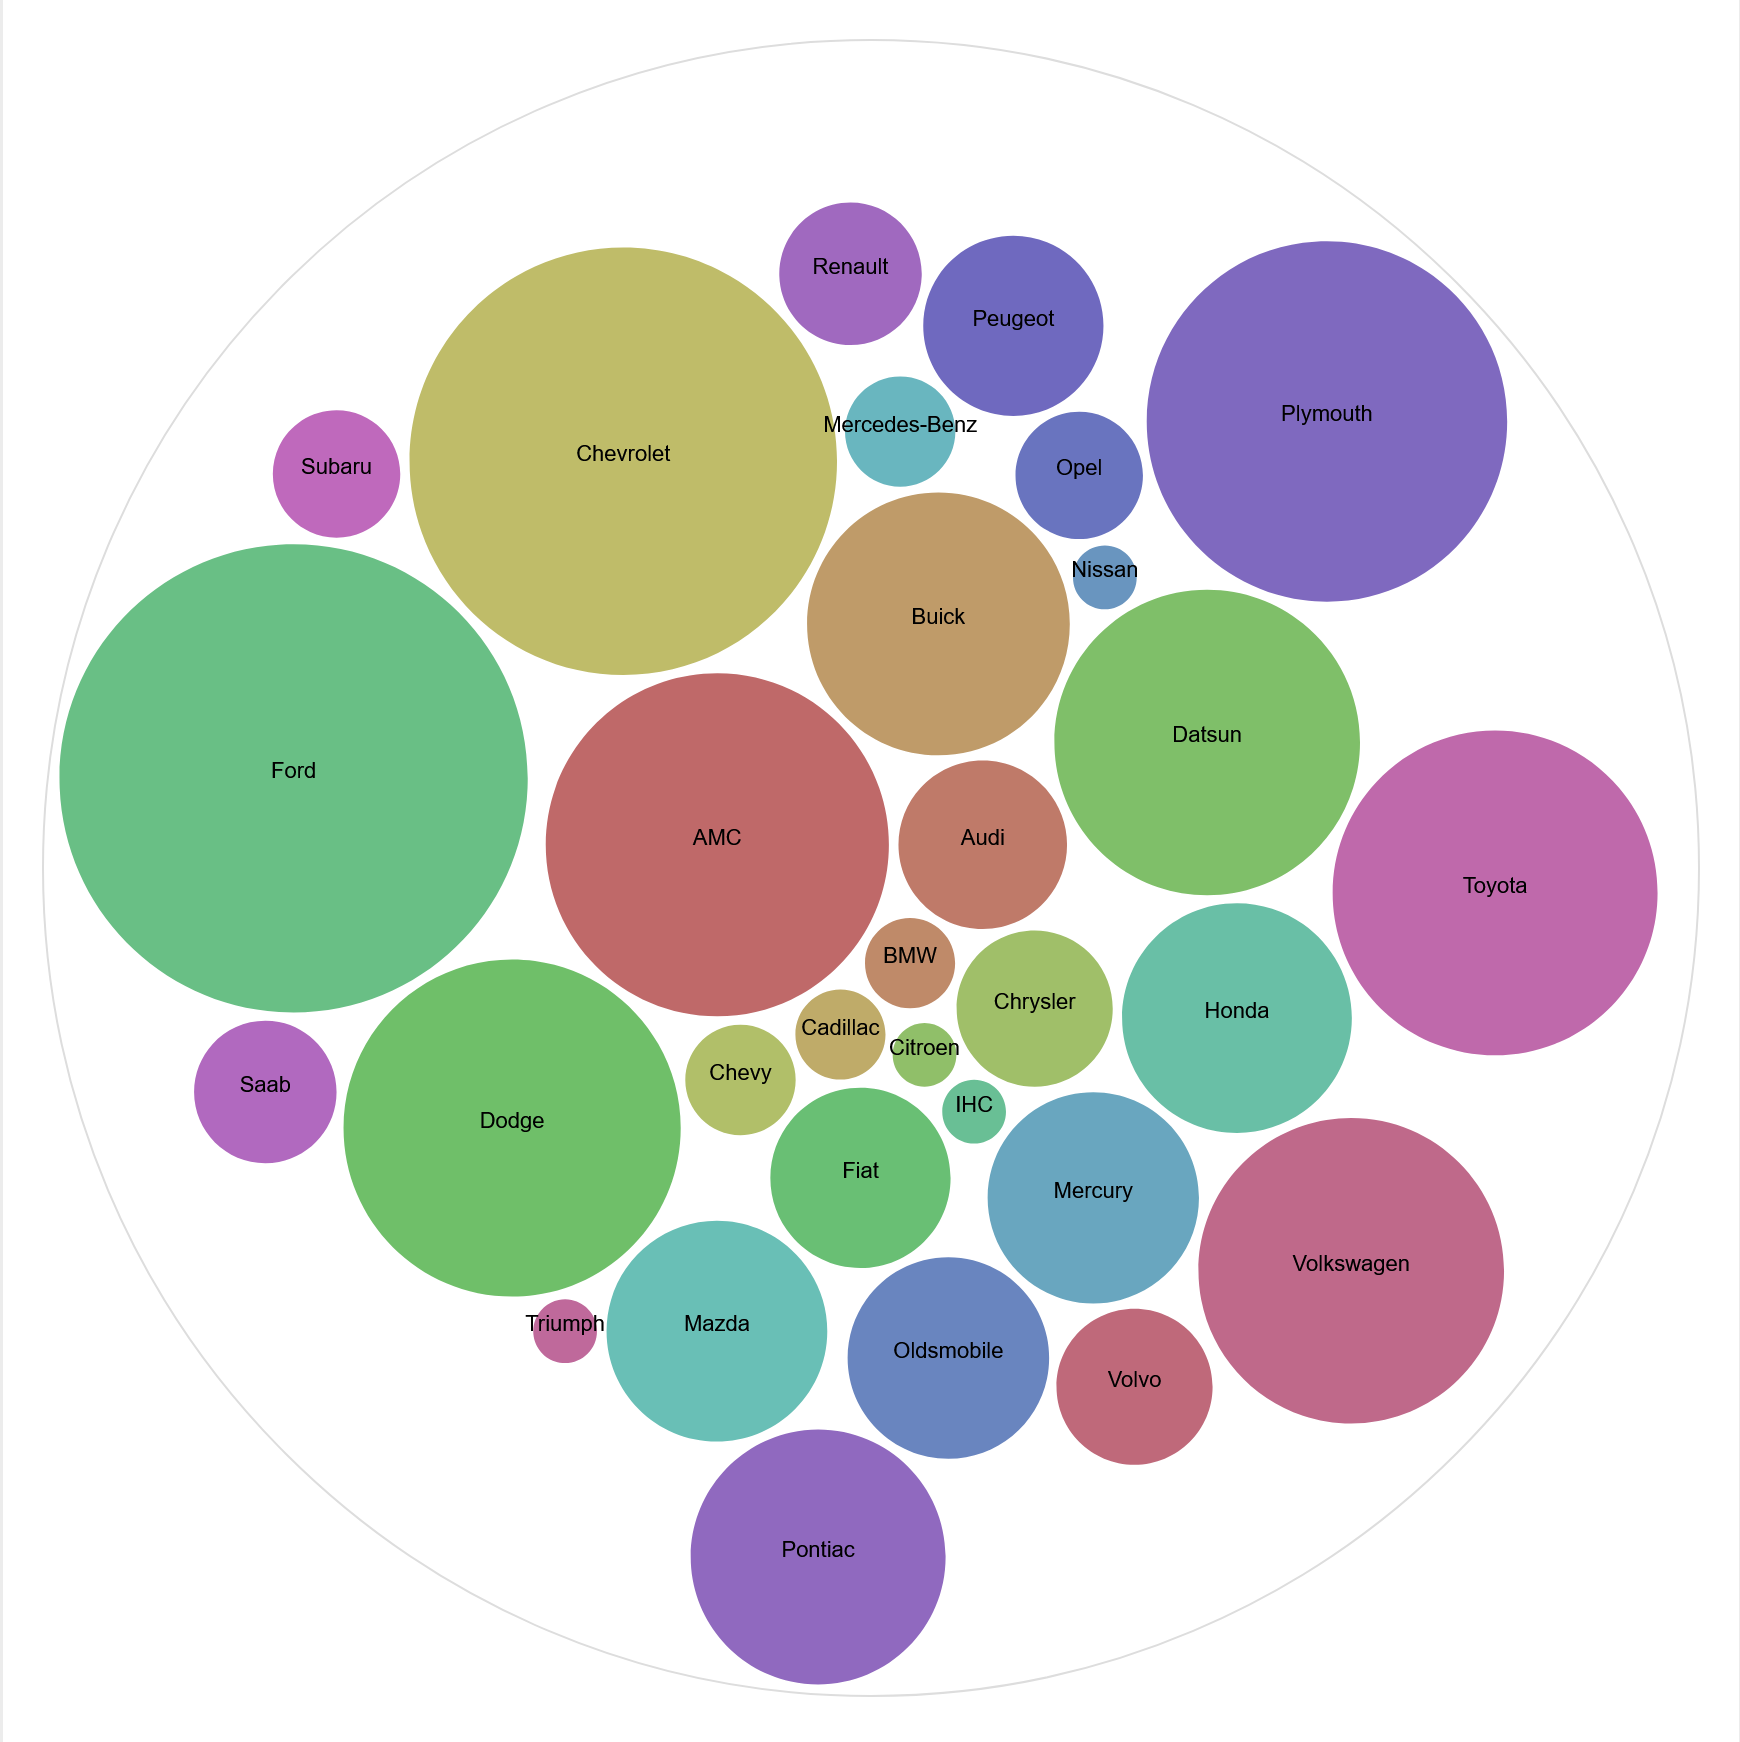 Renault
Peugeot
Plymouth
Mercedes-Benz
Chevrolet
Subaru
Opel
Nissan
Buick
Datsun
Ford
AMC
Audi
Toyota
BMW
Chrysler
Honda
Cadillac
Citroen
Chevy
Saab
IHC
Dodge
Fiat
Mercury
Volkswagen
Triumph
Mazda
Oldsmobile
Volvo
Pontiac